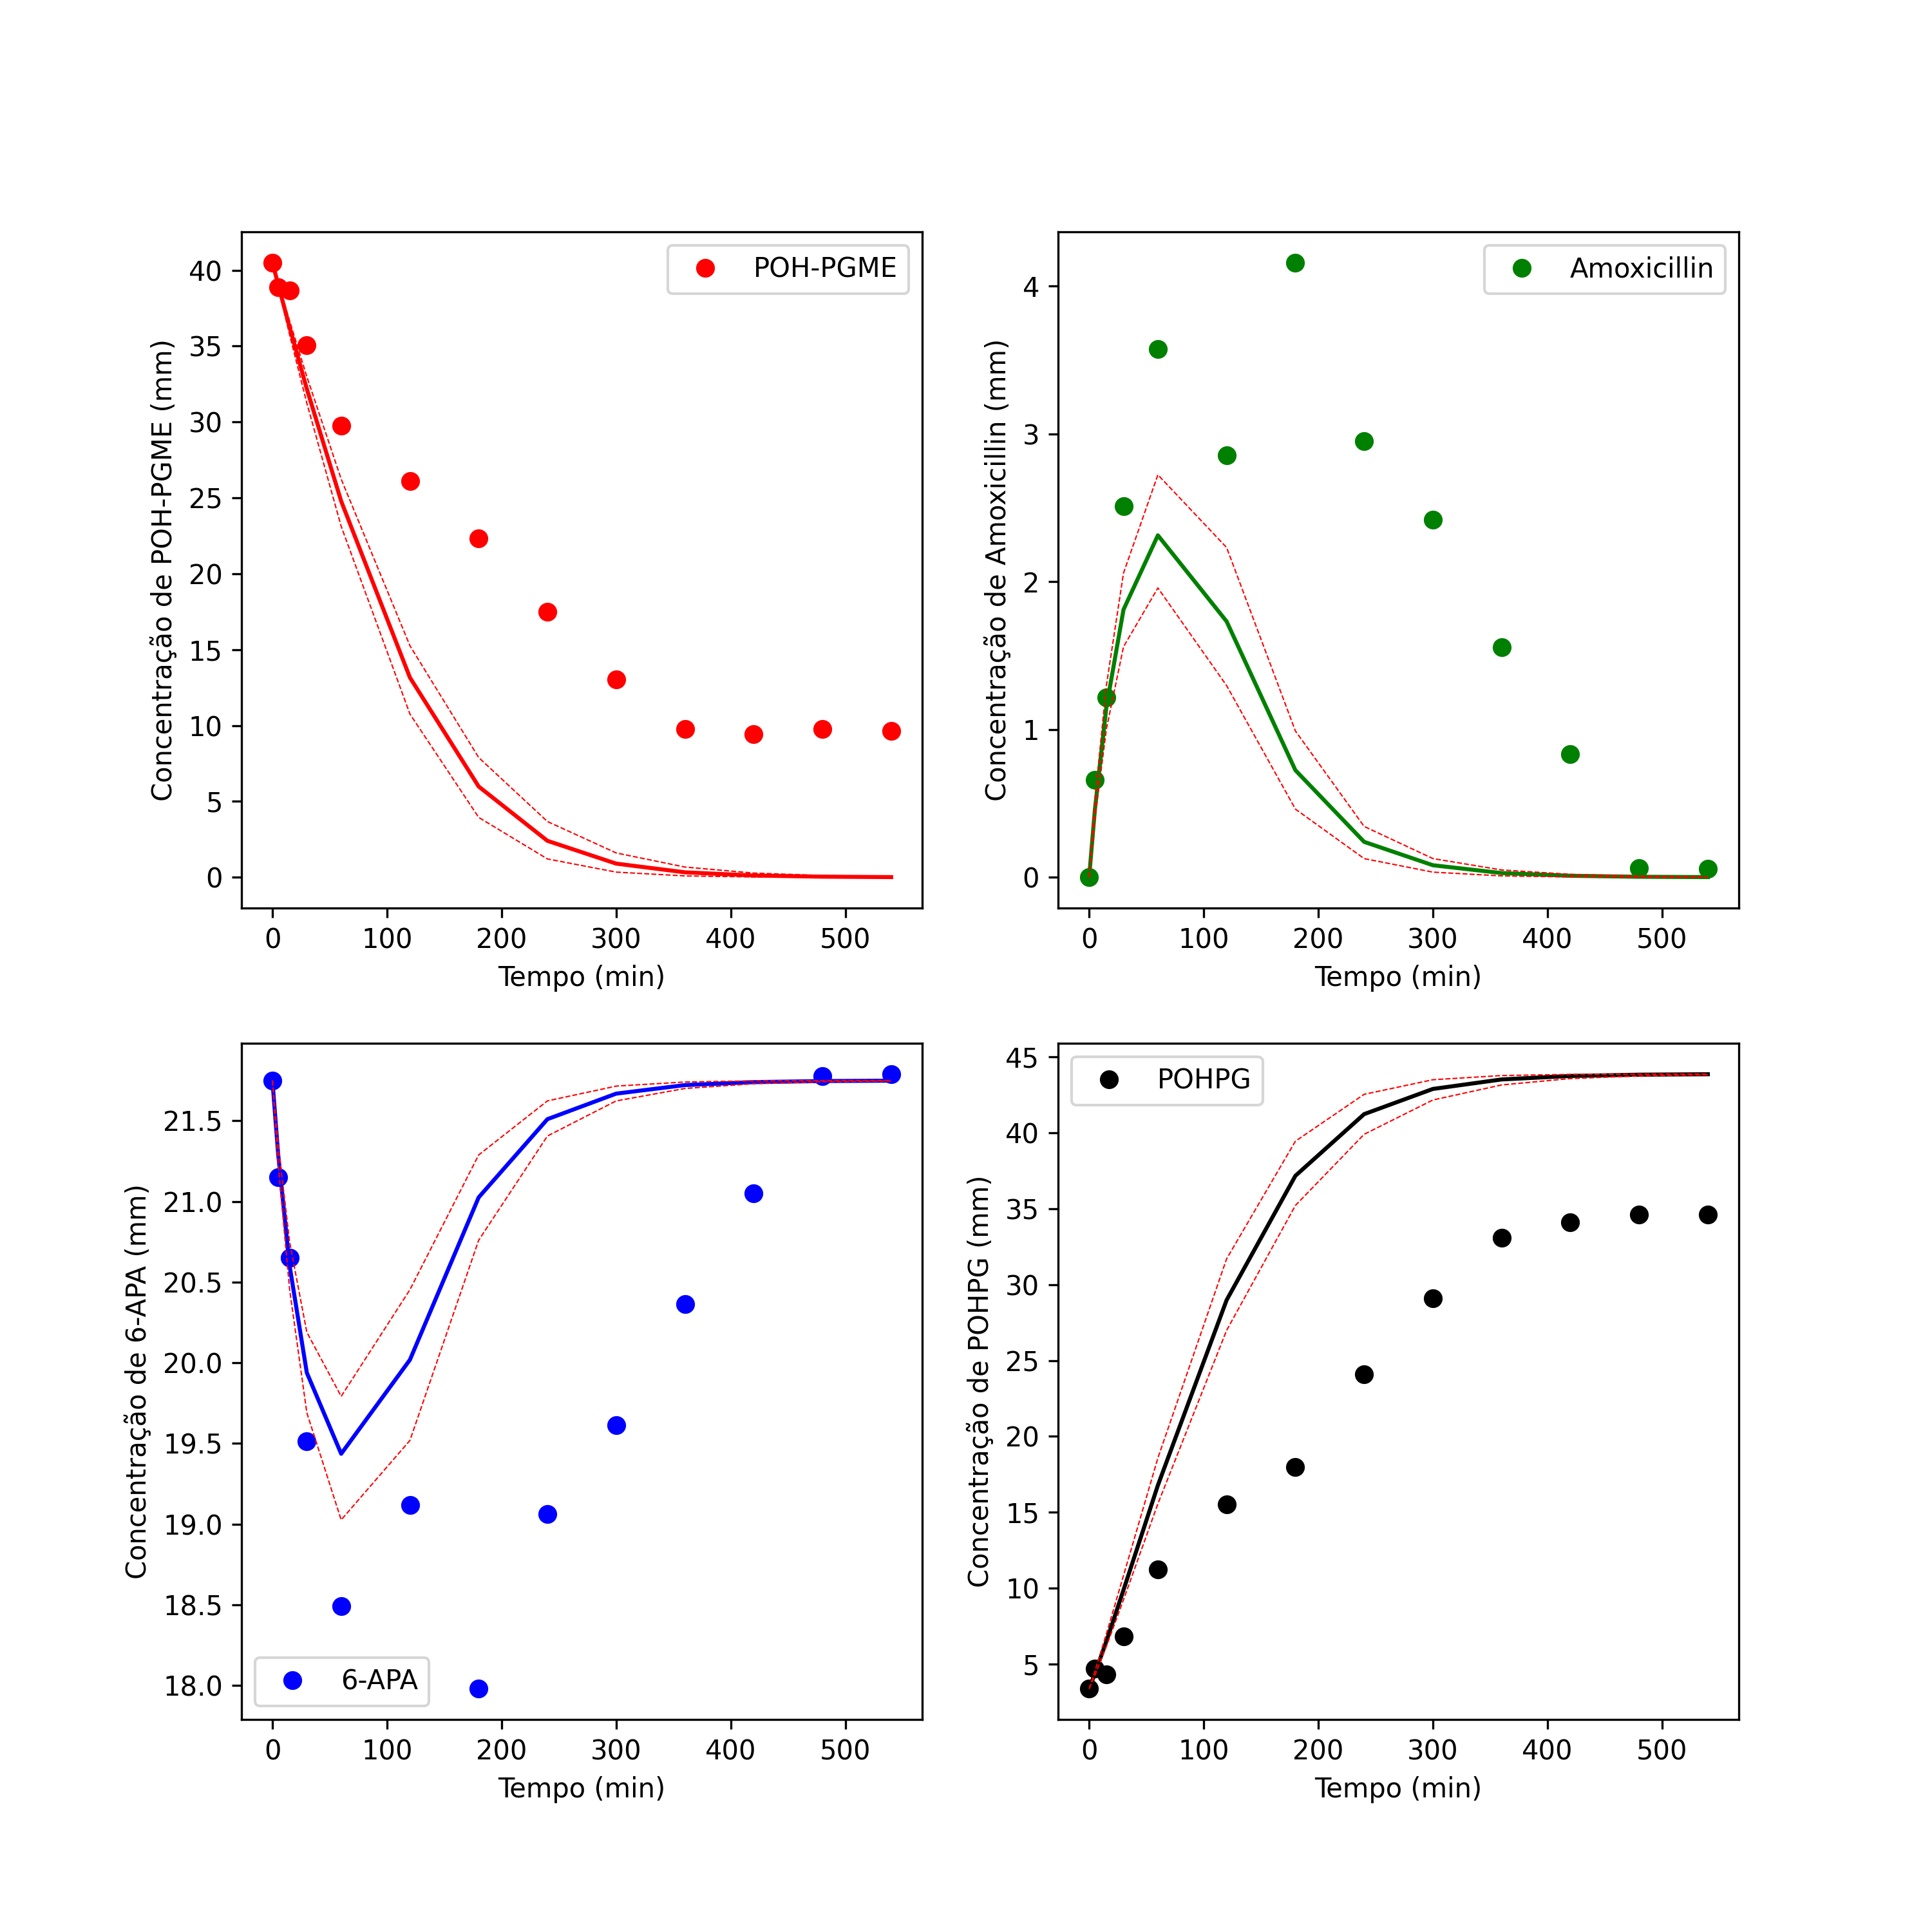 POH-PGME
Concentração de POH-PGME (mm)
40
35
30
25
20
15
10
5
0
0 100 200 300 400 500
Tempo (min)
Amoxicillin
Concentração de Amoxicillin (mm)
4
3
2
1
0
0 100 200 300 400 500
Tempo (min)
6-APA
Concentração de 6-APA (mm)
21.5
21.0
20.5
20.0
19.5
19.0
18.5
18.0
0 100 200 300 400 500
Tempo (min)
POHPG
Concentração de POHPG (mm)
45
40
35
30
25
20
15
10
5
0 100 200 300 400 500
Tempo (min)